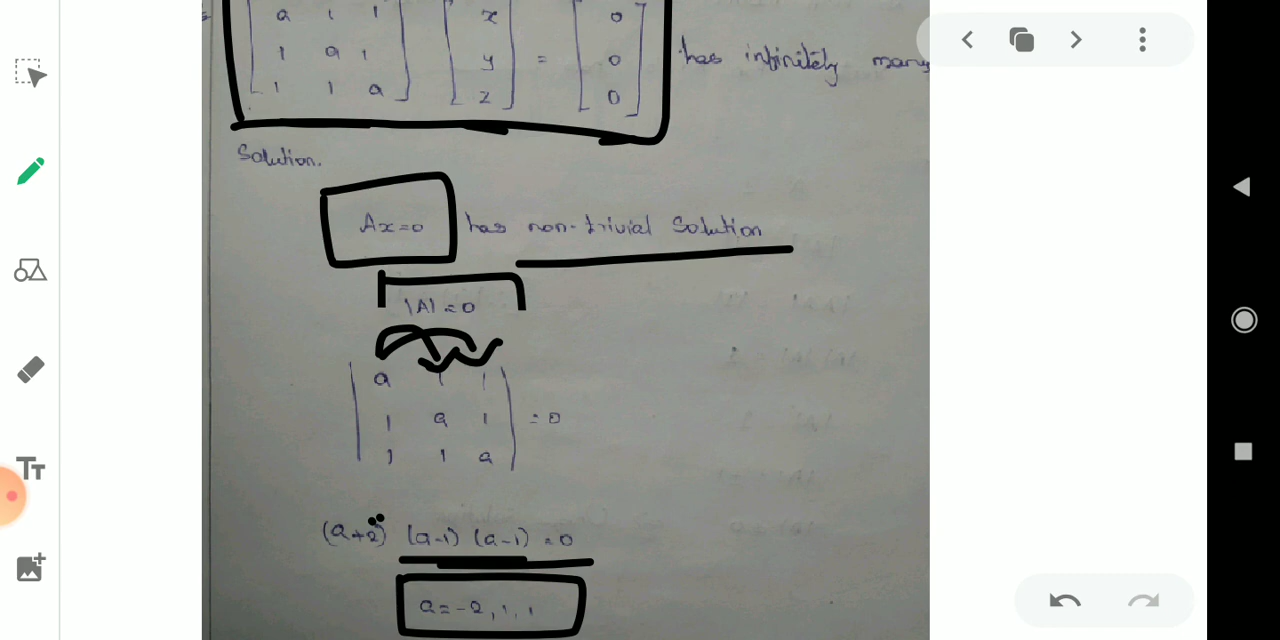 a 1 1 x 0
1 a 1 y = 0 has infinitely many
1 1 a z 0
Solution.
Ax=0 has non-trivial Solution
|A| = 0
a 1 1
1 a 1 = 0
1 1 a
(a+2) (a-1) (a-1) = 0
a = -2, 1, 1
Tт